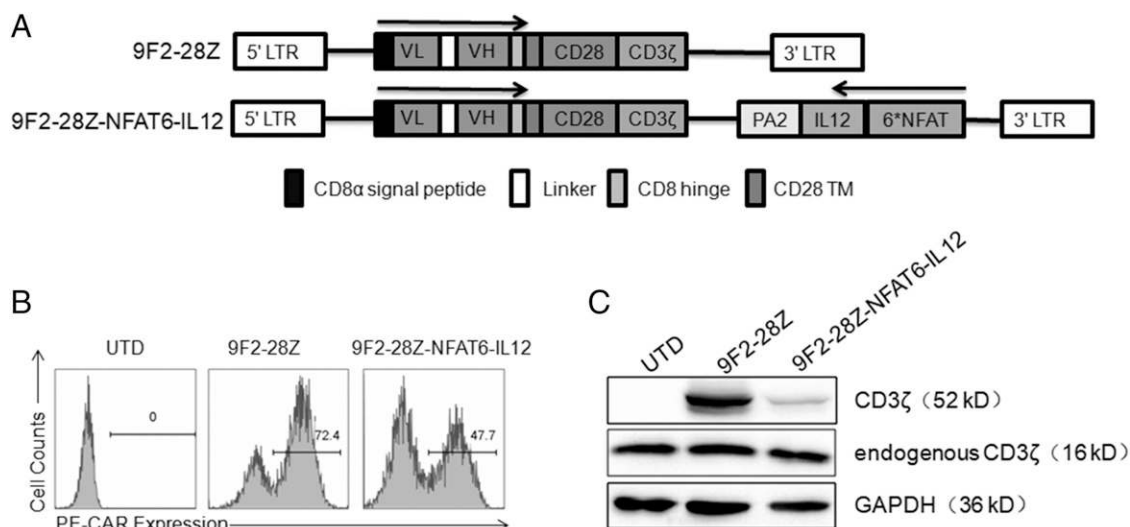 A
9F2-28Z
5' LTR VL VH CD28 CD3ζ 3' LTR
9F2-28Z-NFAT6-IL12
5' LTR VL VH CD28 CD3ζ PA2 IL12 6*NFAT 3' LTR
CD8α signal peptide Linker CD8 hinge CD28 TM
B
UTD 9F2-28Z 9F2-28Z-NFAT6-IL12
0 72.4 47.7
Cell Counts
PE-CAR Expression
C
UTD 9F2-28Z 9F2-28Z-NFAT6-IL12
CD3ζ（52 kD）
endogenous CD3ζ（16 kD）
GAPDH（36 kD）